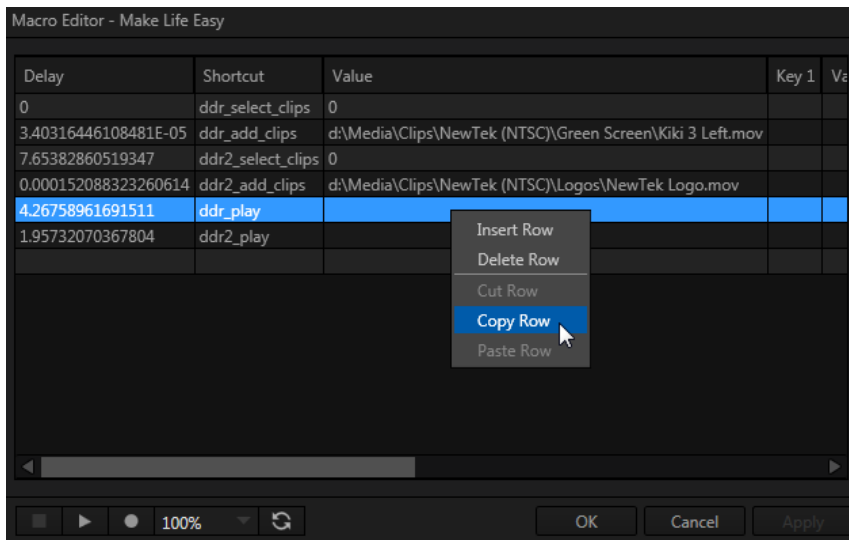 Macro Editor - Make Life Easy
Delay Shortcut Value Key 1 Va
0 ddr_select_clips 0
3.40316446108481E-05 ddr_add_clips d:\Media\Clips\NewTek (NTSC)\Green Screen\Kiki 3 Left.mov
7.65382860519347 ddr2_select_clips 0
0.000152088323260614 ddr2_add_clips d:\Media\Clips\NewTek (NTSC)\Logos\NewTek Logo.mov
4.26758961691511 ddr_play
1.95732070367804 ddr2_play
Insert Row
Delete Row
Cut Row
Copy Row
Paste Row
100% OK Cancel Apply